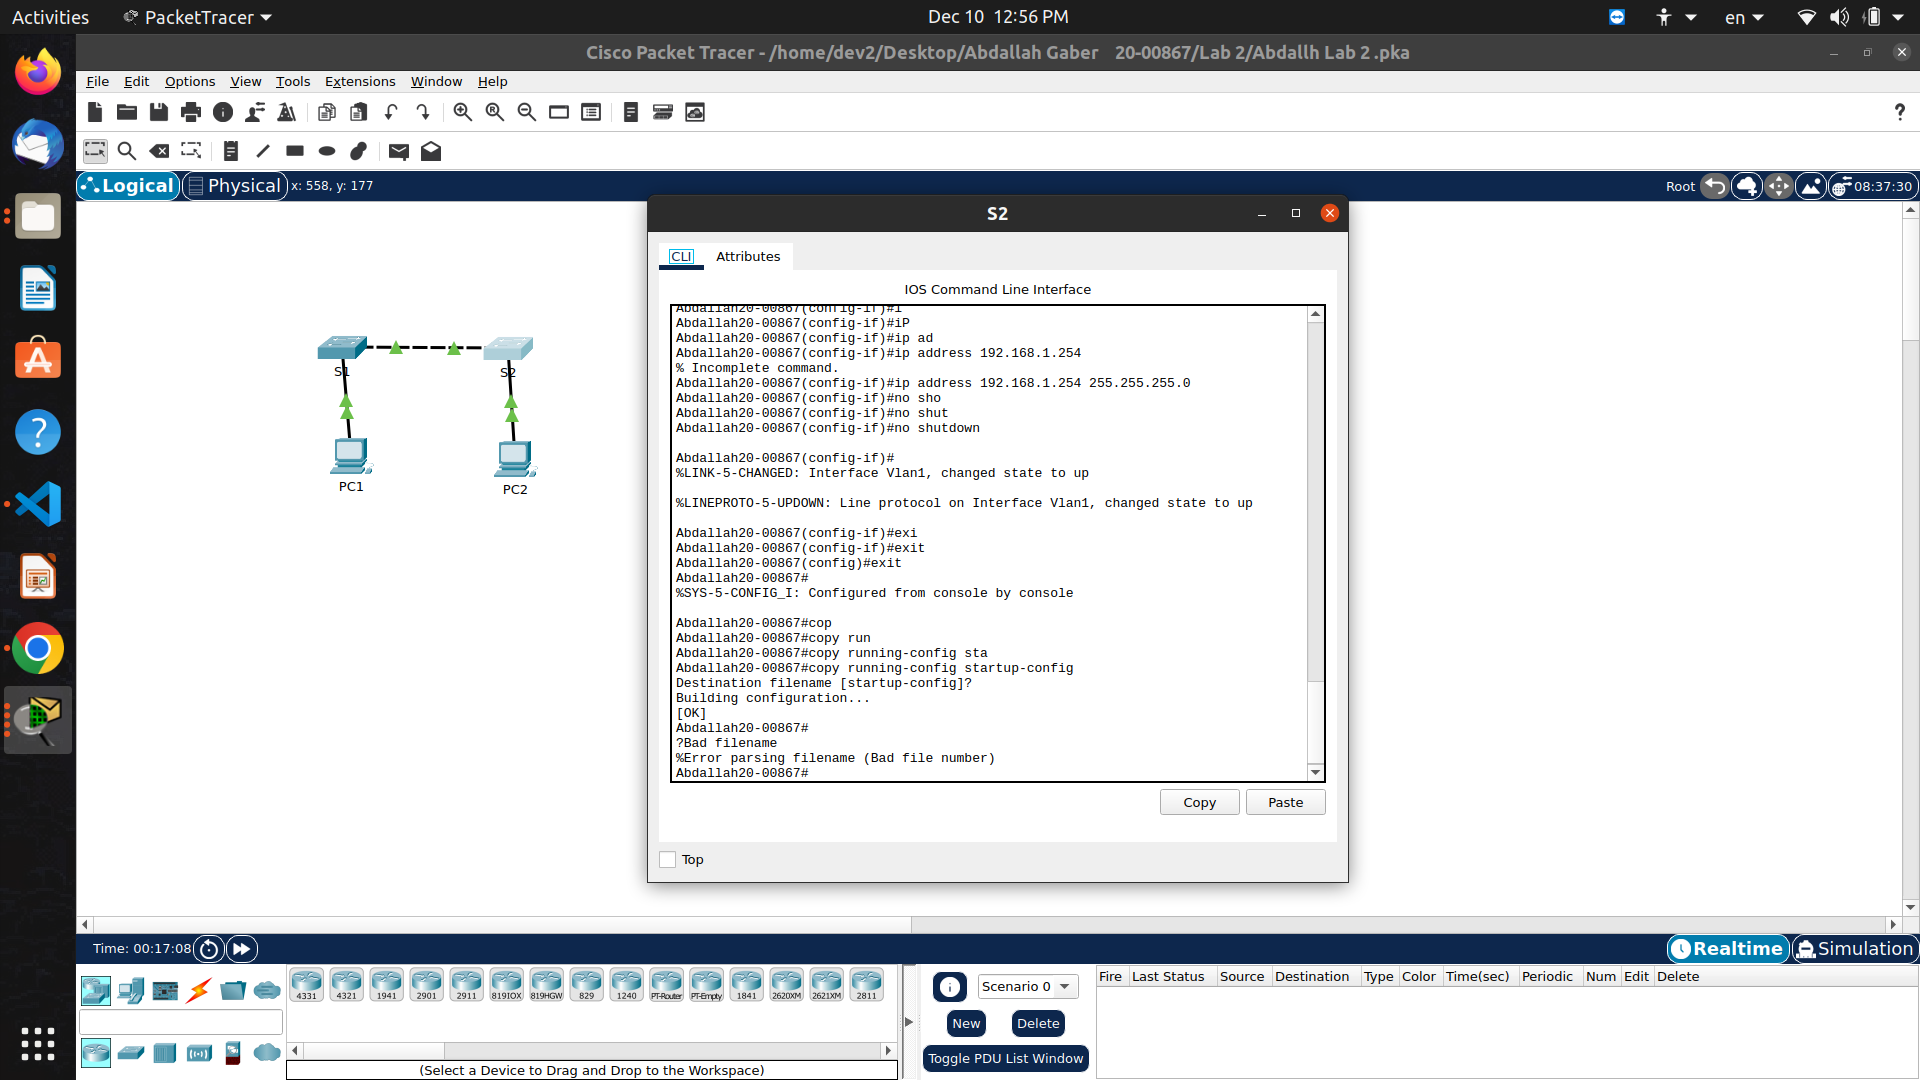 Activities
PacketTracer
Dec 10  12:56 PM
en
Cisco Packet Tracer - /home/dev2/Desktop/Abdallah Gaber   20-00867/Lab 2/Abdallh Lab 2 .pka
File Edit Options View Tools Extensions Window Help
Logical Physical x: 558, y: 177
Root 08:37:30
S1
S2
PC1
PC2
S2
CLI Attributes
IOS Command Line Interface
Abdallah20-00867(config-if)#i
Abdallah20-00867(config-if)#iP
Abdallah20-00867(config-if)#ip ad
Abdallah20-00867(config-if)#ip address 192.168.1.254
% Incomplete command.
Abdallah20-00867(config-if)#ip address 192.168.1.254 255.255.255.0
Abdallah20-00867(config-if)#no sho
Abdallah20-00867(config-if)#no shut
Abdallah20-00867(config-if)#no shutdown
Abdallah20-00867(config-if)#
%LINK-5-CHANGED: Interface Vlan1, changed state to up
%LINEPROTO-5-UPDOWN: Line protocol on Interface Vlan1, changed state to up
Abdallah20-00867(config-if)#exi
Abdallah20-00867(config-if)#exit
Abdallah20-00867(config)#exit
Abdallah20-00867#
%SYS-5-CONFIG_I: Configured from console by console
Abdallah20-00867#cop
Abdallah20-00867#copy run
Abdallah20-00867#copy running-config sta
Abdallah20-00867#copy running-config startup-config
Destination filename [startup-config]?
Building configuration...
[OK]
Abdallah20-00867#
?Bad filename
%Error parsing filename (Bad file number)
Abdallah20-00867#
Copy Paste
Top
Time: 00:17:08
Realtime Simulation
4331 4321 1941 2901 2911 819IOX 819HGW 829 1240 PT-Router PT-Empty 1841 2620XM 2621XM 2811
(Select a Device to Drag and Drop to the Workspace)
Scenario 0
New Delete
Toggle PDU List Window
Fire Last Status Source Destination Type Color Time(sec) Periodic Num Edit Delete